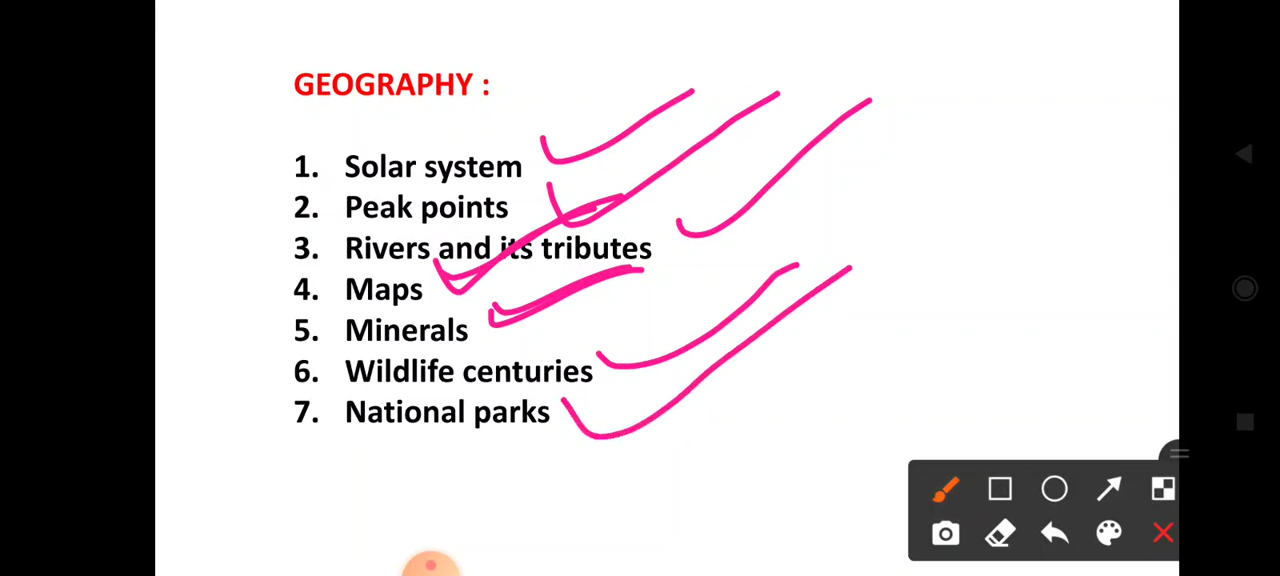 GEOGRAPHY :
1. Solar system
2. Peak points
3. Rivers and its tributes
4. Maps
5. Minerals
6. Wildlife centuries
7. National parks